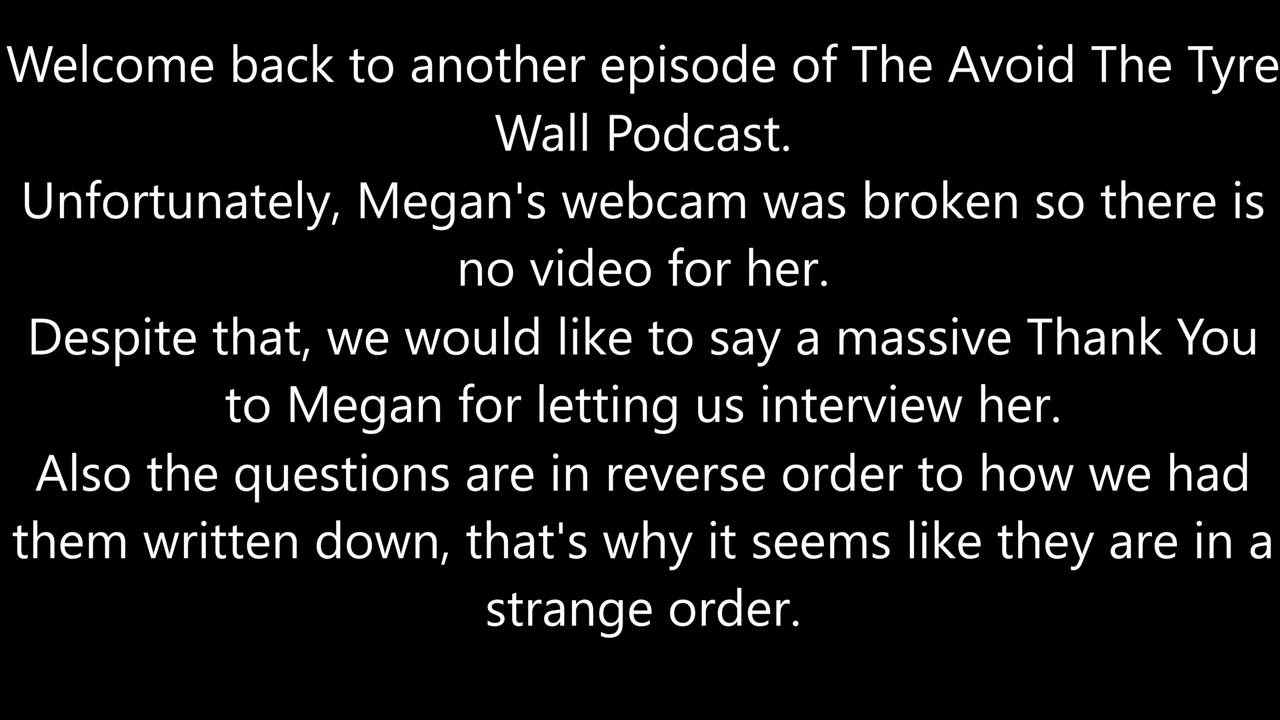 Welcome back to another episode of The Avoid The Tyre
Wall Podcast.
Unfortunately, Megan's webcam was broken so there is
no video for her.
Despite that, we would like to say a massive Thank You
to Megan for letting us interview her.
Also the questions are in reverse order to how we had
them written down, that's why it seems like they are in a
strange order.